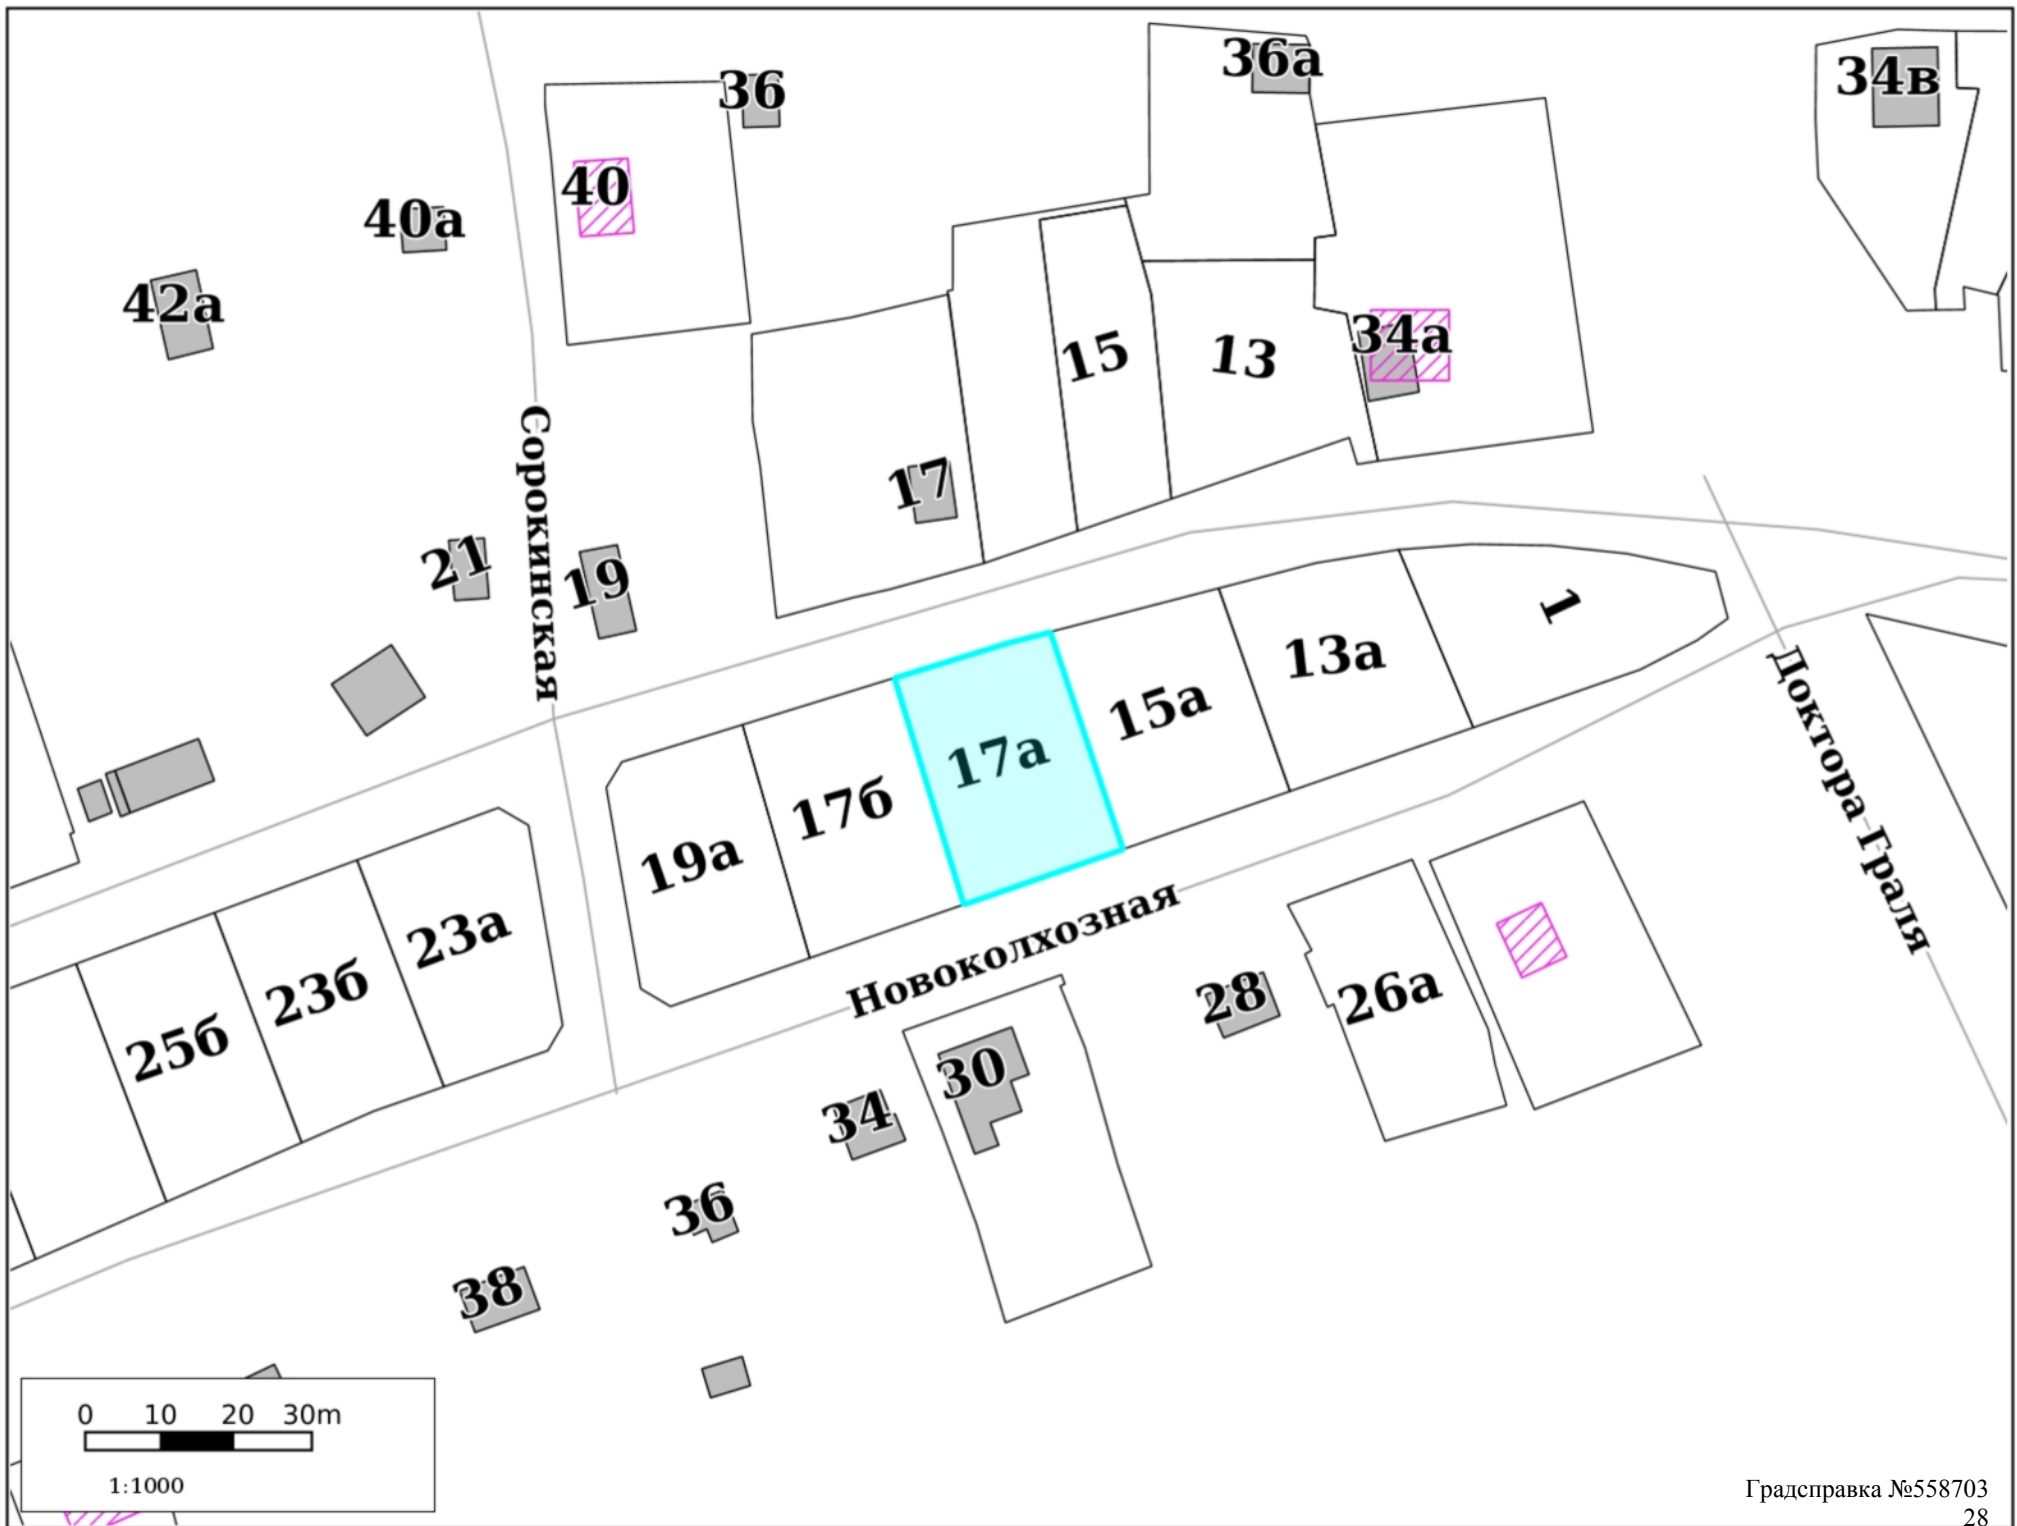 36
36а
34в
40
40а
42а
15
13
34а
Сорокинская
17
21
19
1
13а
15а
17а
17б
19а
Доктора Граля
23а
23б
25б
Новоколхозная
28
26а
30
34
36
38
0 10 20 30m
1:1000
Градсправка №558703
28